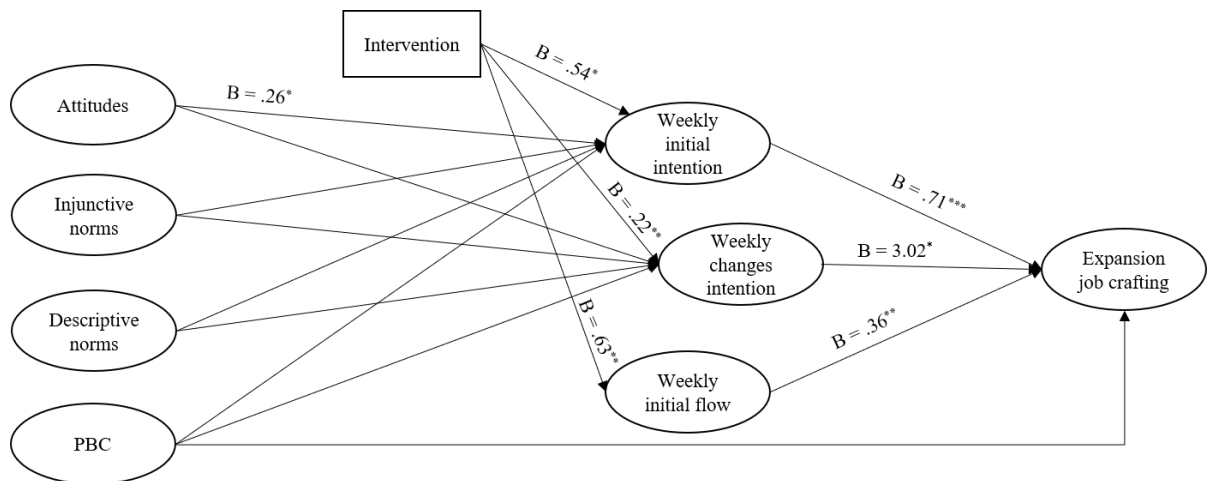 Intervention
B = .54*
Attitudes
B = .26*
Weekly
initial
intention
Injunctive
norms
B = .71***
B = .22**
Weekly
changes
intention
B = 3.02*
Expansion
job crafting
Descriptive
norms
B = .63**
B = .36**
Weekly
initial flow
PBC